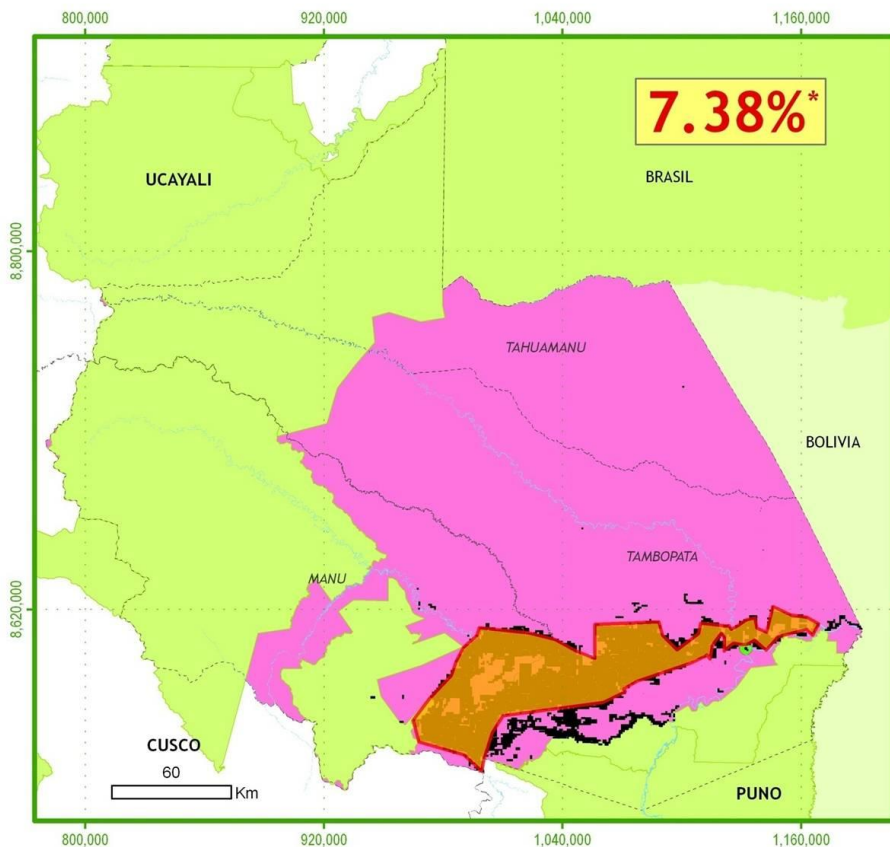 800,000 920,000 1,040,000 1,160,000
7.38%*
UCAYALI
BRASIL
8,800,000
TAHUAMANU
BOLIVIA
TAMBOPATA
MANU
8,620,000
CUSCO
60
Km
PUNO
800,000 920,000 1,040,000 1,160,000